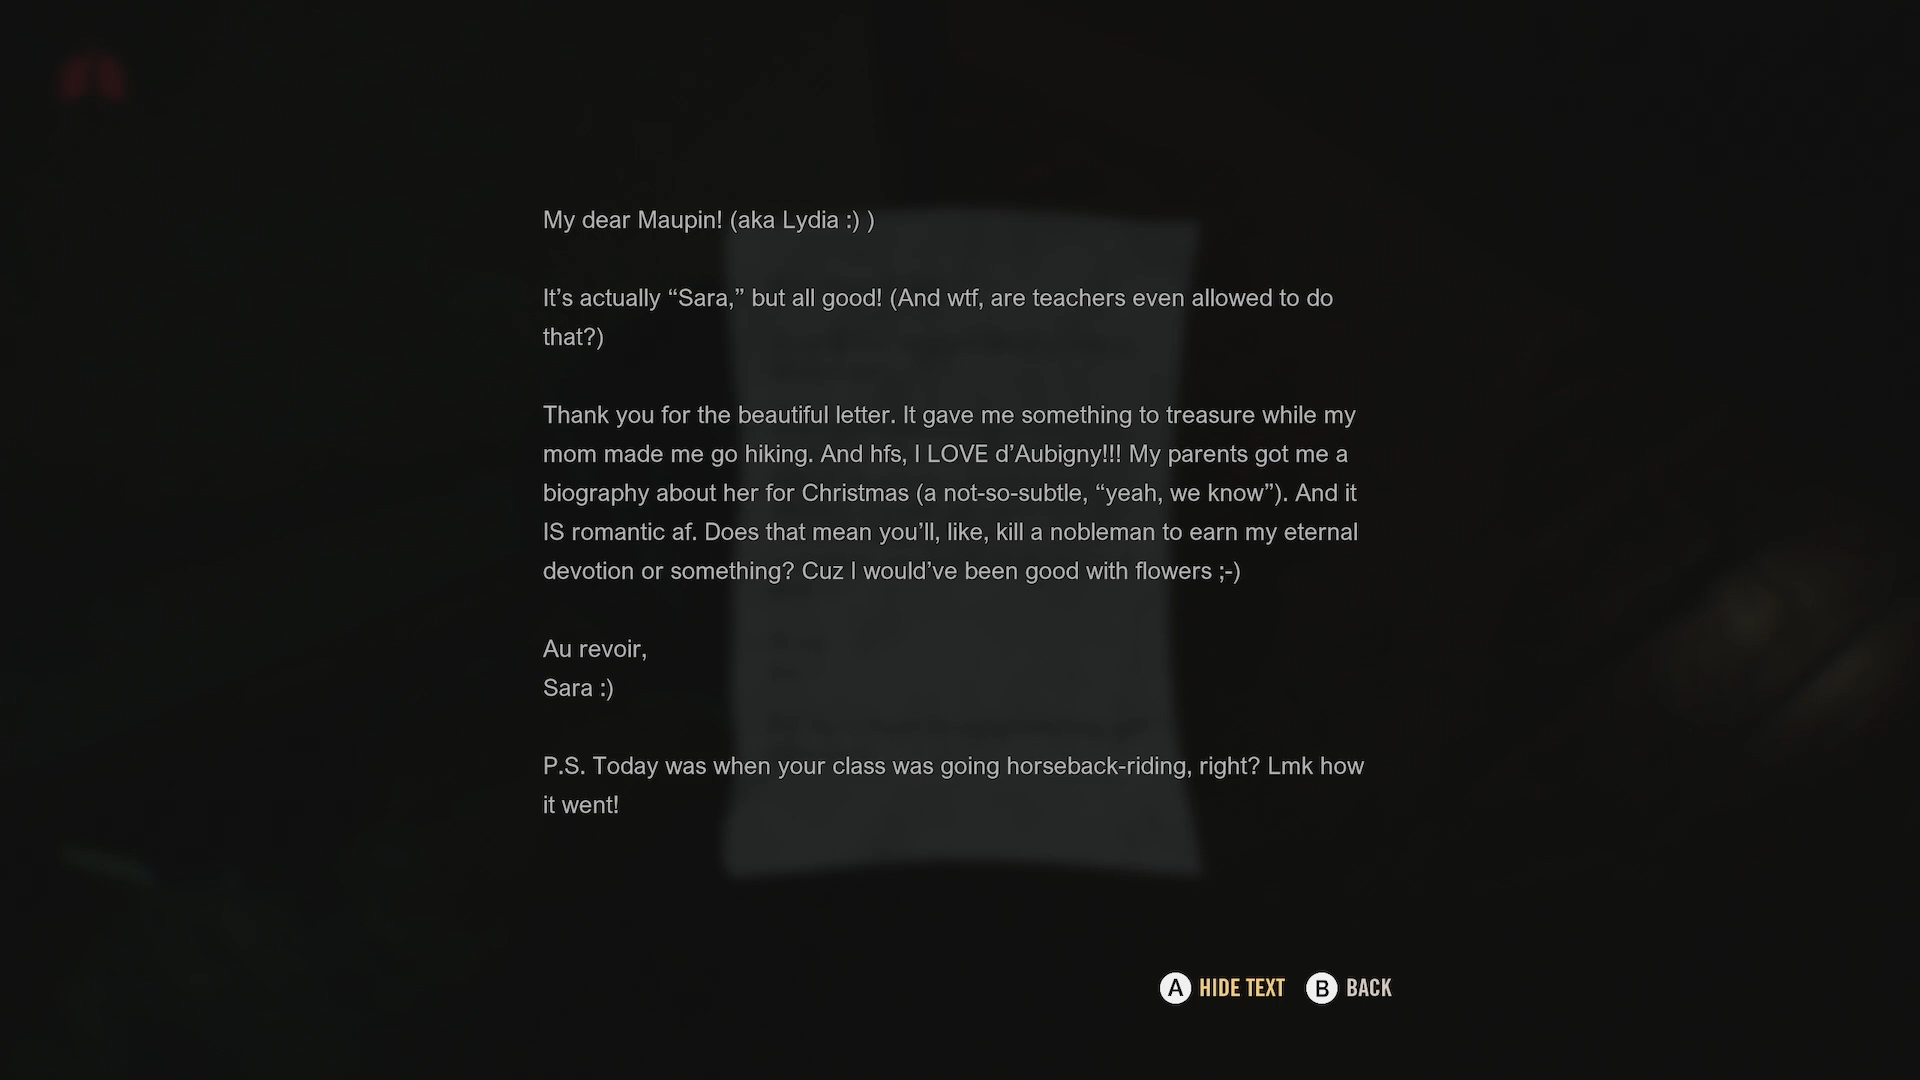 My dear Maupin! (aka Lydia :) )
It’s actually “Sara,” but all good! (And wtf, are teachers even allowed to do
that?)
Thank you for the beautiful letter. It gave me something to treasure while my
mom made me go hiking. And hfs, I LOVE d’Aubigny!!! My parents got me a
biography about her for Christmas (a not-so-subtle, “yeah, we know”). And it
IS romantic af. Does that mean you’ll, like, kill a nobleman to earn my eternal
devotion or something? Cuz I would’ve been good with flowers ;-)
Au revoir,
Sara :)
P.S. Today was when your class was going horseback-riding, right? Lmk how
it went!
A HIDE TEXT B BACK